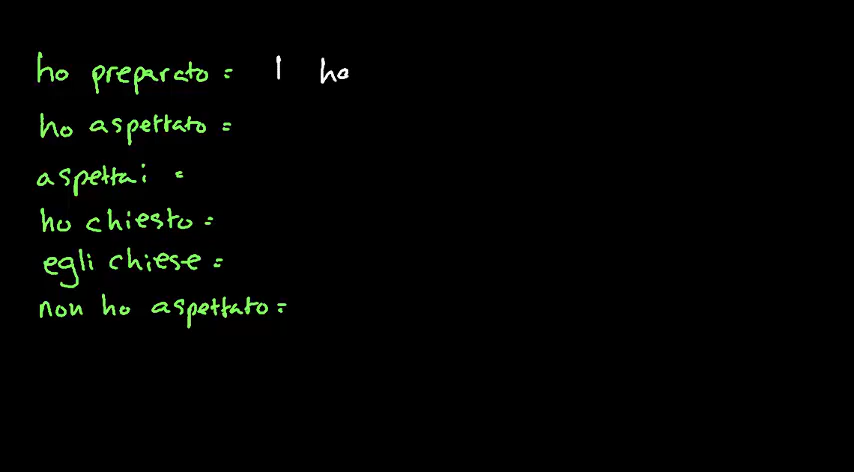 ho preparato = I ho
ho aspettato =
aspettai =
ho chiesto =
egli chiese =
non ho aspettato =